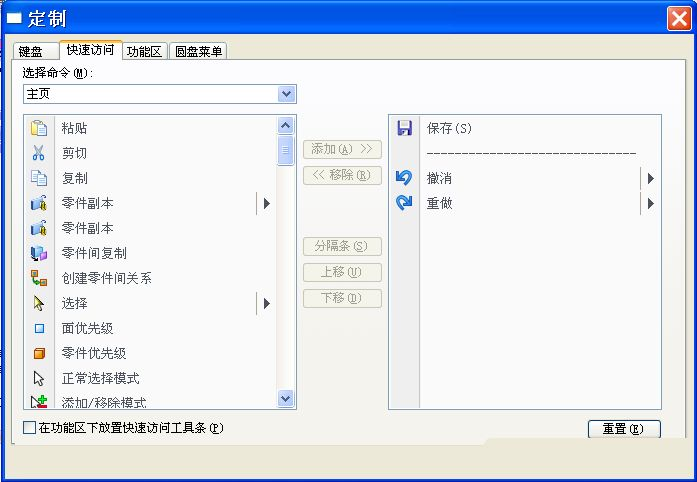 定制
键盘 快速访问 功能区 圆盘菜单
选择命令(M):
主页
粘贴
剪切
复制
零件副本
零件副本
零件间复制
创建零件间关系
选择
面优先级
零件优先级
正常选择模式
添加/移除模式
添加(A) >>
<< 移除(R)
分隔条(S)
上移(U)
下移(D)
保存(S)
------------------------------
撤消
重做
在功能区下放置快速访问工具条(P)
重置(E)